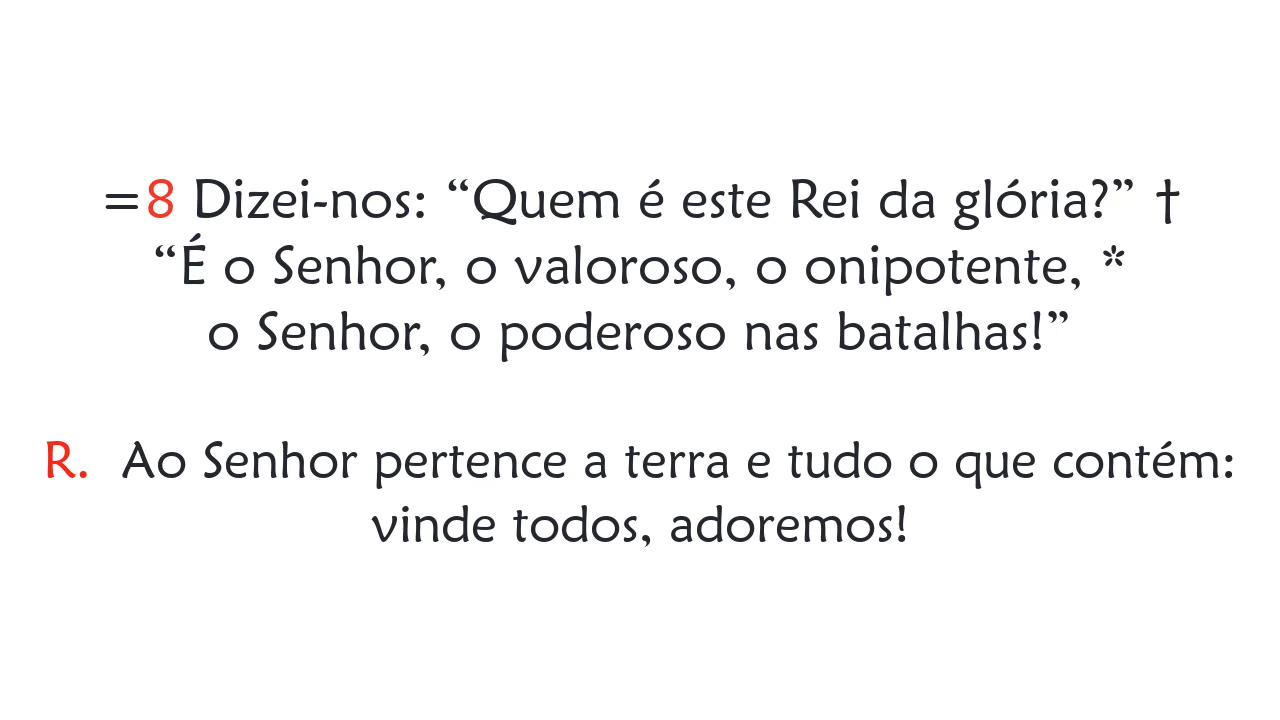 =8 Dizei-nos: “Quem é este Rei da glória?” †
“É o Senhor, o valoroso, o onipotente, *
o Senhor, o poderoso nas batalhas!”
R. Ao Senhor pertence a terra e tudo o que contém:
vinde todos, adoremos!